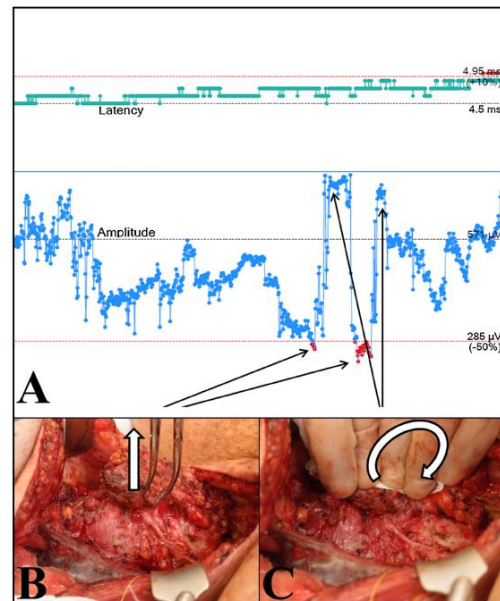 4.95 ms
(+10%)
Latency
4.5 ms
Amplitude
571 µV
285 µV
(-50%)
A
B
C